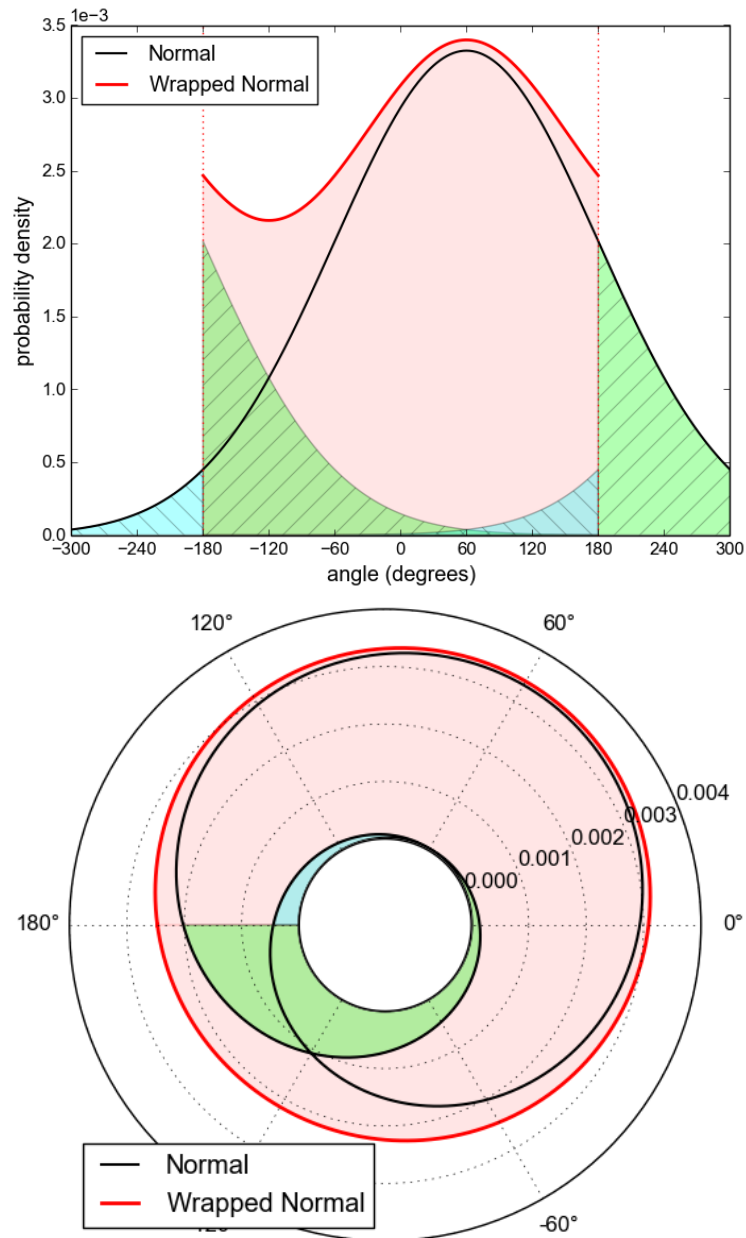 1e−3
3.5
Normal
Wrapped Normal
3.0
2.5
2.0
1.5
1.0
0.5
0.0
probability density
−300 −240 −180 −120 −60 0 60 120 180 240 300
angle (degrees)
120° 60°
0.004
0.003
0.002
0.001
0.000
180° 0°
Normal
Wrapped Normal
-60°